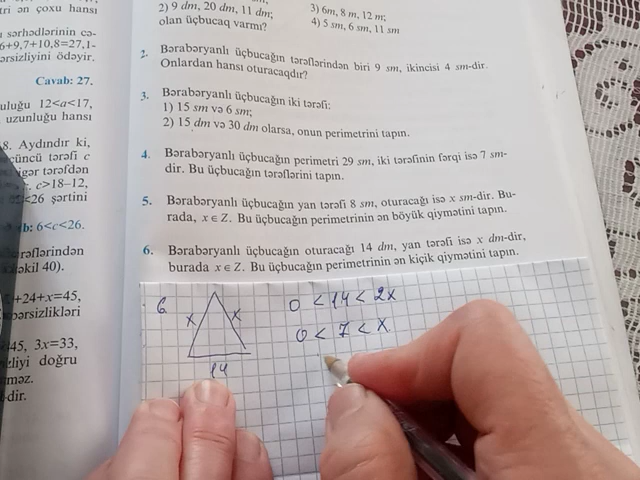 tri ən çoxu hansı
sərhədlərinin cə-
6+9,7+10,8=27,1-
ərsizliyini ödəyir.
Cavab: 27.
uluğu 12<a<17,
uzunluğu hansı
8. Aydındır ki,
üncü tərəfi c
igər tərəfdən
c>18–12,
<26 şərtini
b: 6<c<26.
ərəflərindən
əkil 40).
+24+x=45,
bərsizlikləri
45, 3x=33,
zliyi doğru
məz.
-dir.
2) 9 dm, 20 dm, 11 dm;
3) 6m, 8 m, 12 m;
4) 5 sm, 6 sm, 11 sm
olan üçbucaq varmı?
2. Bərabəryanlı üçbucağın tərəflərindən biri 9 sm, ikincisi 4 sm-dir.
Onlardan hansı oturacaqdır?
3. Bərabəryanlı üçbucağın iki tərəfi:
1) 15 sm və 6 sm;
2) 15 dm və 30 dm olarsa, onun perimetrini tapın.
4. Bərabəryanlı üçbucağın perimetri 29 sm, iki tərəfinin fərqi isə 7 sm-
dir. Bu üçbucağın tərəflərini tapın.
5. Bərabəryanlı üçbucağın yan tərəfi 8 sm, oturacağı isə x sm-dir. Bu-
rada, x∈Z. Bu üçbucağın perimetrinin ən böyük qiymətini tapın.
6. Bərabəryanlı üçbucağın oturacağı 14 dm, yan tərəfi isə x dm-dir,
burada x∈Z. Bu üçbucağın perimetrinin ən kiçik qiymətini tapın.
6.
x x
14
0 < 14 < 2x
0 < 7 < x